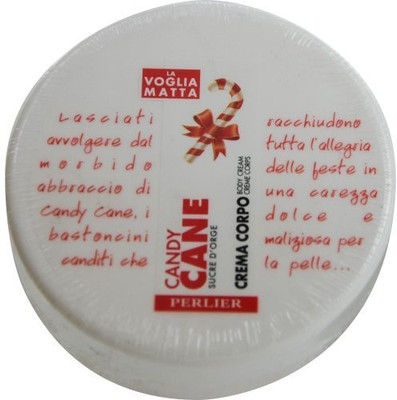 LA
VOGLIA
MATTA
Lasciati
avvolgere dal
morbido
abbraccio di
Candy Cane, i
bastoncini
canditi che
racchiudono
tutta l'allegria
delle feste in
una carezza
dolce e
maliziosa per
la pelle...
CANDY
CANE
SUCRE D'ORGE
CREMA CORPO
BODY CREAM
CREME CORPS
PERLIER